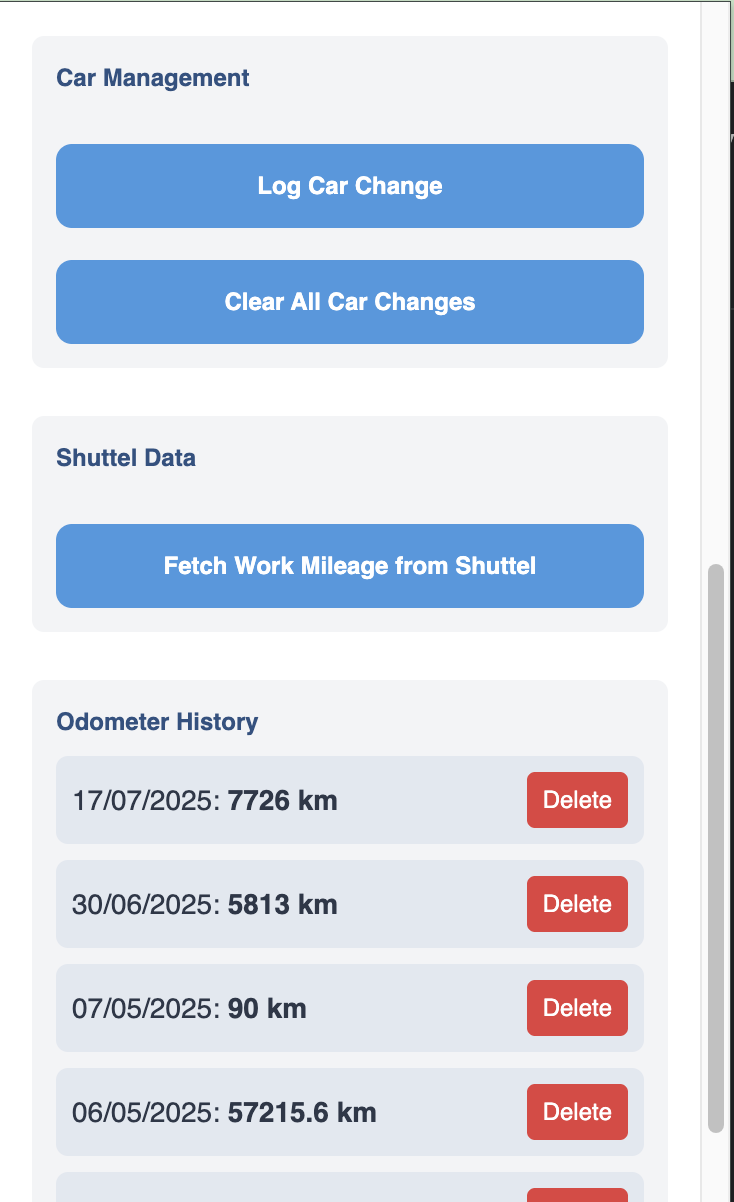 Car Management
Log Car Change
Clear All Car Changes
Shuttel Data
Fetch Work Mileage from Shuttel
Odometer History
17/07/2025: 7726 km Delete
30/06/2025: 5813 km Delete
07/05/2025: 90 km Delete
06/05/2025: 57215.6 km Delete